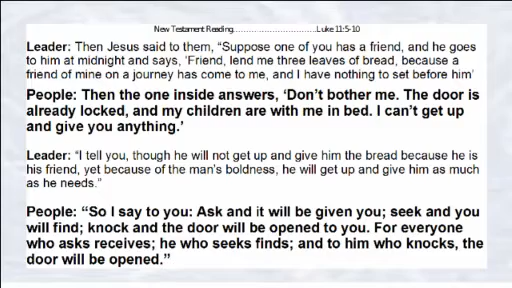 New Testament Reading................................Luke 11:5-10
Leader: Then Jesus said to them, “Suppose one of you has a friend, and he goes
to him at midnight and says, ‘Friend, lend me three leaves of bread, because a
friend of mine on a journey has come to me, and I have nothing to set before him’
People: Then the one inside answers, ‘Don’t bother me. The door is
already locked, and my children are with me in bed. I can’t get up
and give you anything.’
Leader: “I tell you, though he will not get up and give him the bread because he is
his friend, yet because of the man’s boldness, he will get up and give him as much
as he needs.”
People: “So I say to you: Ask and it will be given you; seek and you
will find; knock and the door will be opened to you. For everyone
who asks receives; he who seeks finds; and to him who knocks, the
door will be opened.”